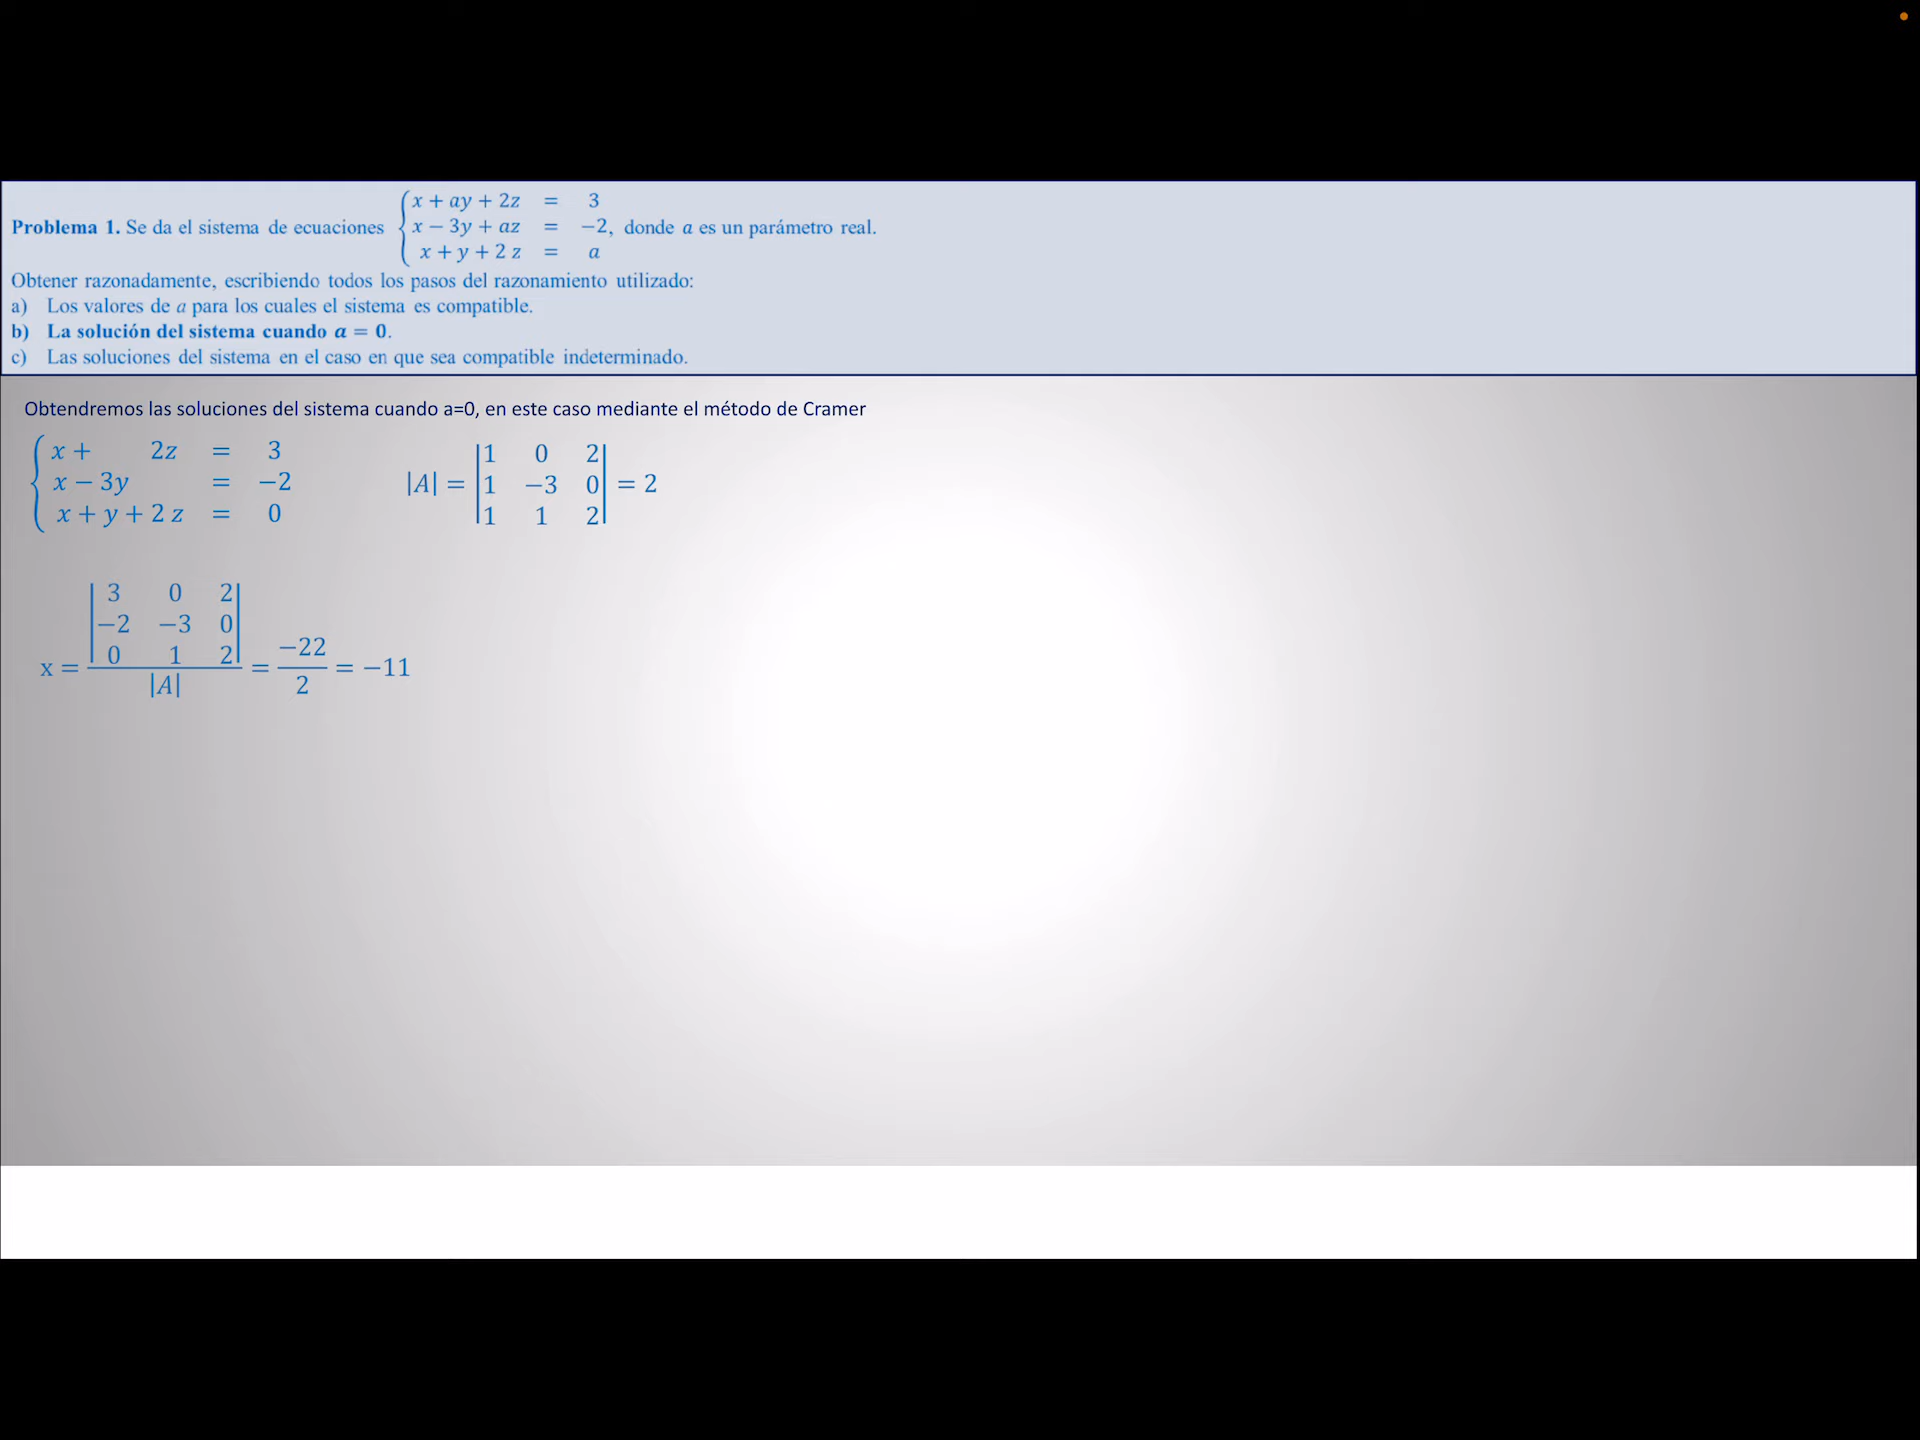 Problema 1. Se da el sistema de ecuaciones { x + ay + 2z = 3
x − 3y + az = −2, donde a es un parámetro real.
x + y + 2 z = a
Obtener razonadamente, escribiendo todos los pasos del razonamiento utilizado:
a) Los valores de a para los cuales el sistema es compatible.
b) La solución del sistema cuando a = 0.
c) Las soluciones del sistema en el caso en que sea compatible indeterminado.
Obtendremos las soluciones del sistema cuando a=0, en este caso mediante el método de Cramer
{ x + 2z = 3
x − 3y = −2
x + y + 2 z = 0
|A| = |1 0 2|
|1 −3 0| = 2
|1 1 2|
|3 0 2|
|−2 −3 0|
|0 1 2|
x = ─── = −22/2 = −11
|A|